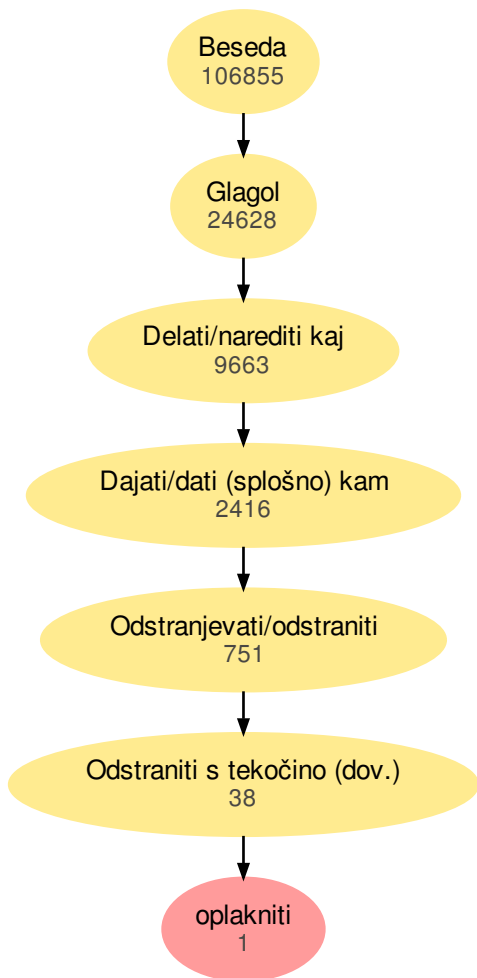 Beseda
106855
Glagol
24628
Delati/narediti kaj
9663
Dajati/dati (splošno) kam
2416
Odstranjevati/odstraniti
751
Odstraniti s tekočino (dov.)
38
oplakniti
1